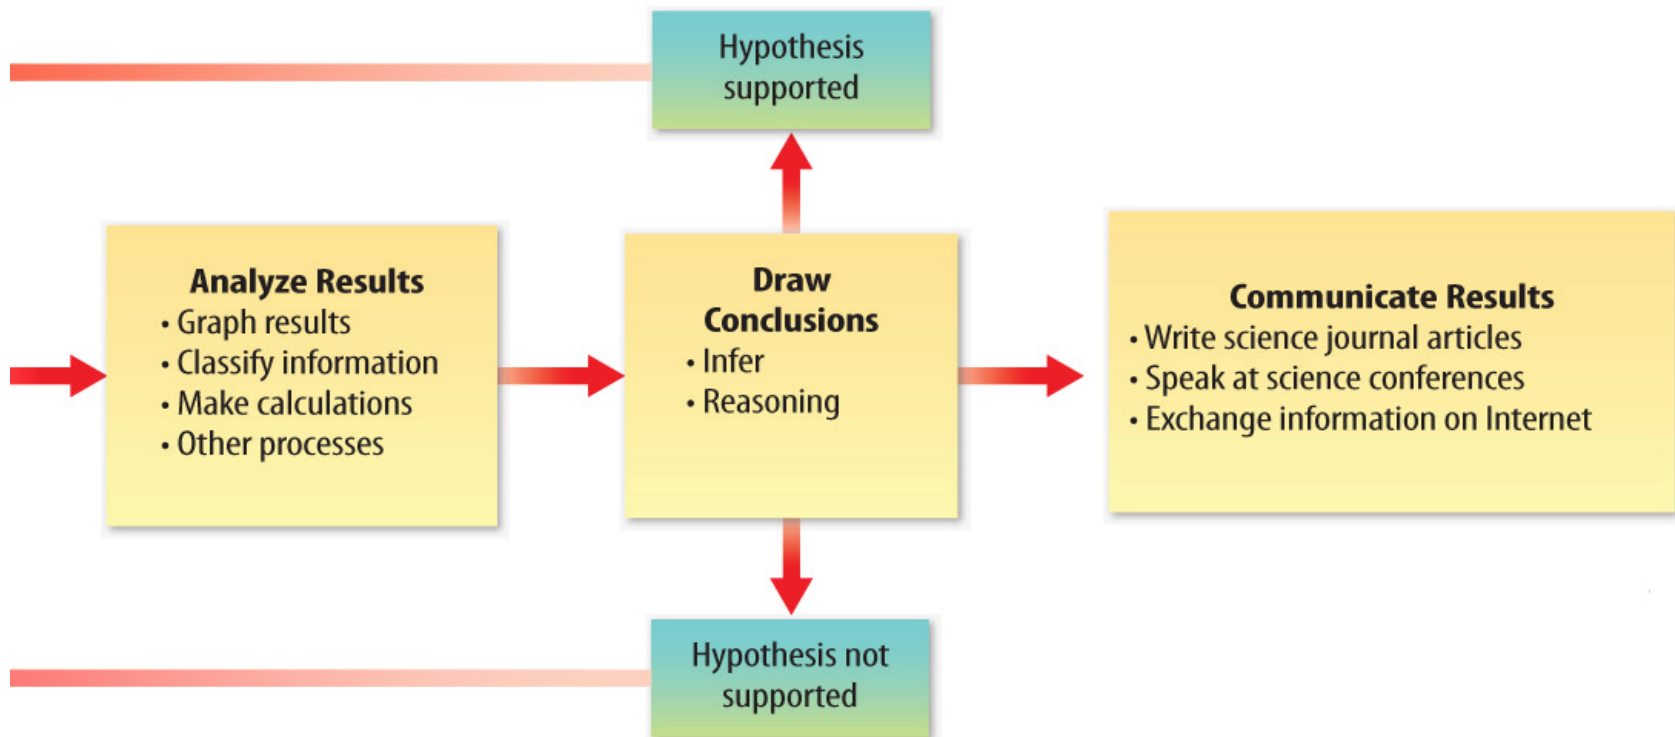 Hypothesis
supported
Analyze Results
• Graph results
• Classify information
• Make calculations
• Other processes
Draw
Conclusions
• Infer
• Reasoning
Communicate Results
• Write science journal articles
• Speak at science conferences
• Exchange information on Internet
Hypothesis not
supported